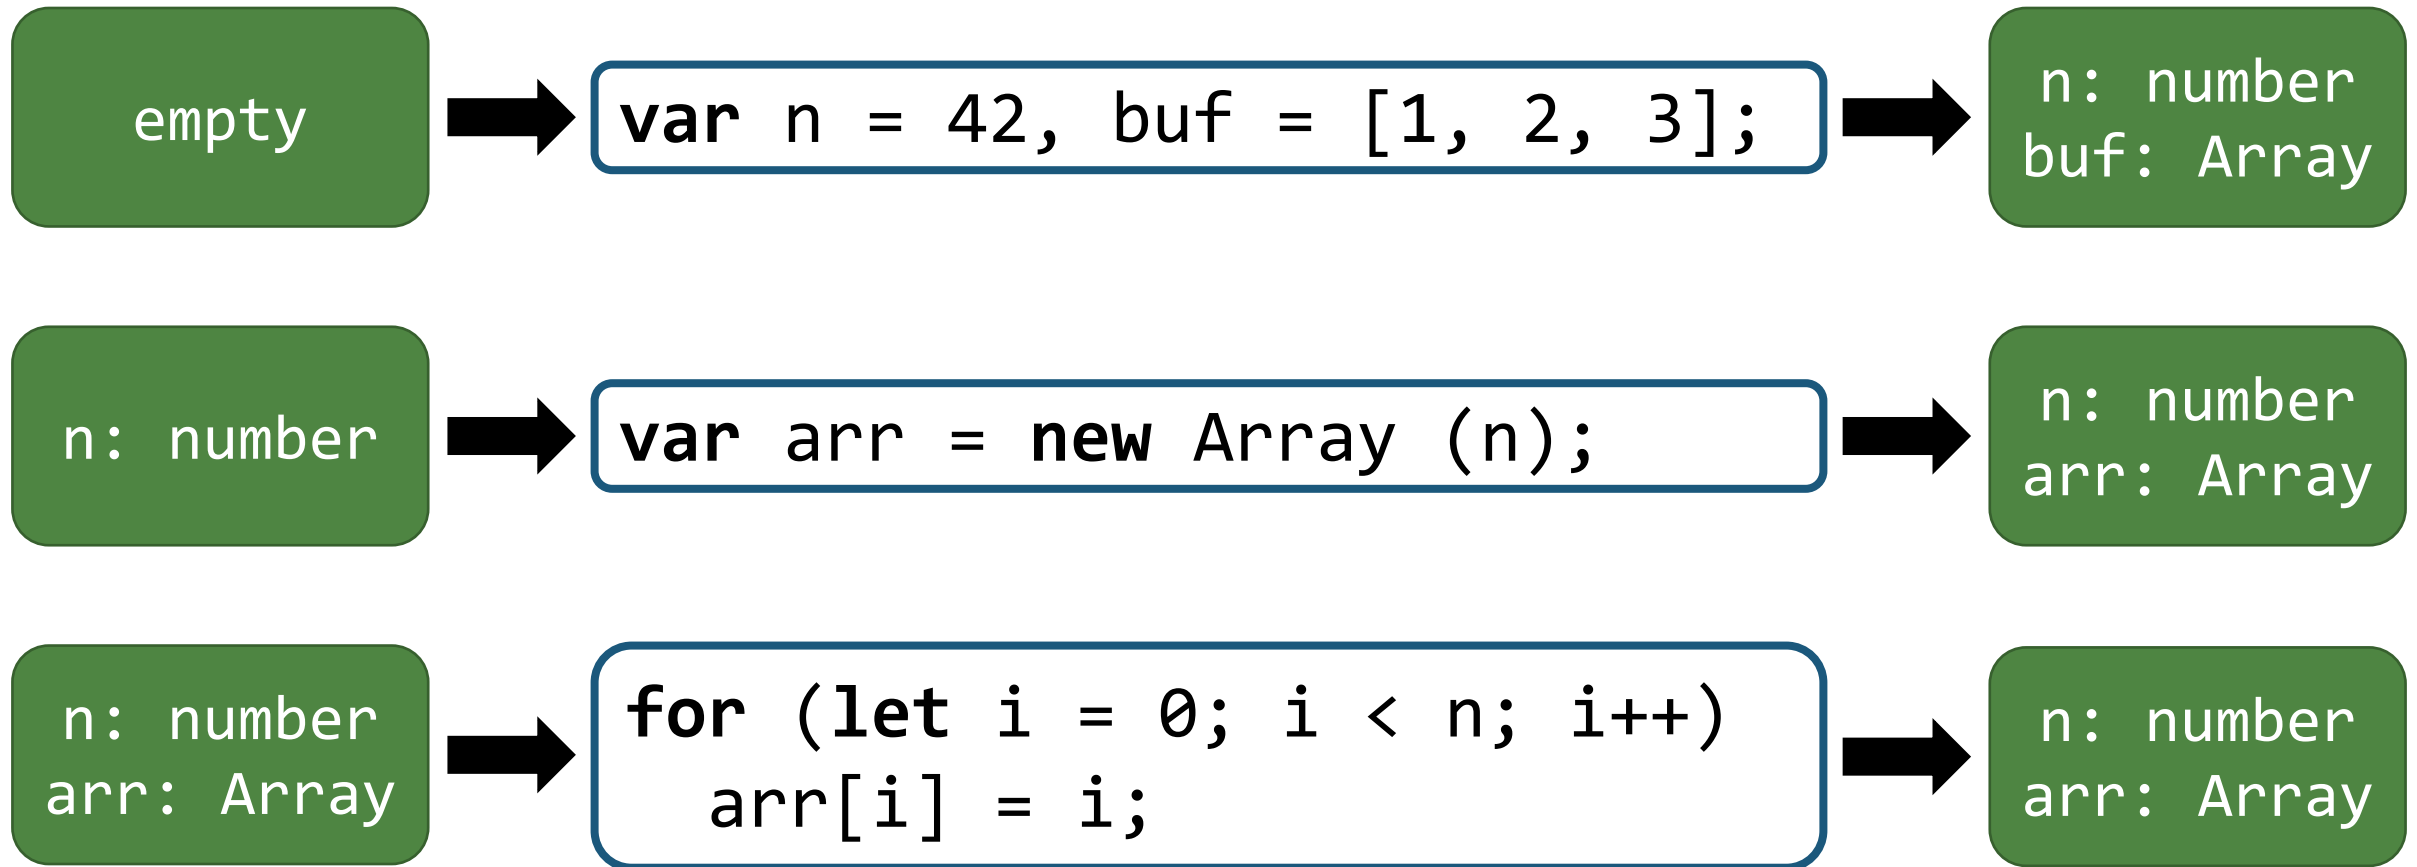 empty
var n = 42, buf = [1, 2, 3];
n: number
buf: Array
n: number
var arr = new Array (n);
n: number
arr: Array
n: number
arr: Array
for (let i = 0; i < n; i++)
  arr[i] = i;
n: number
arr: Array